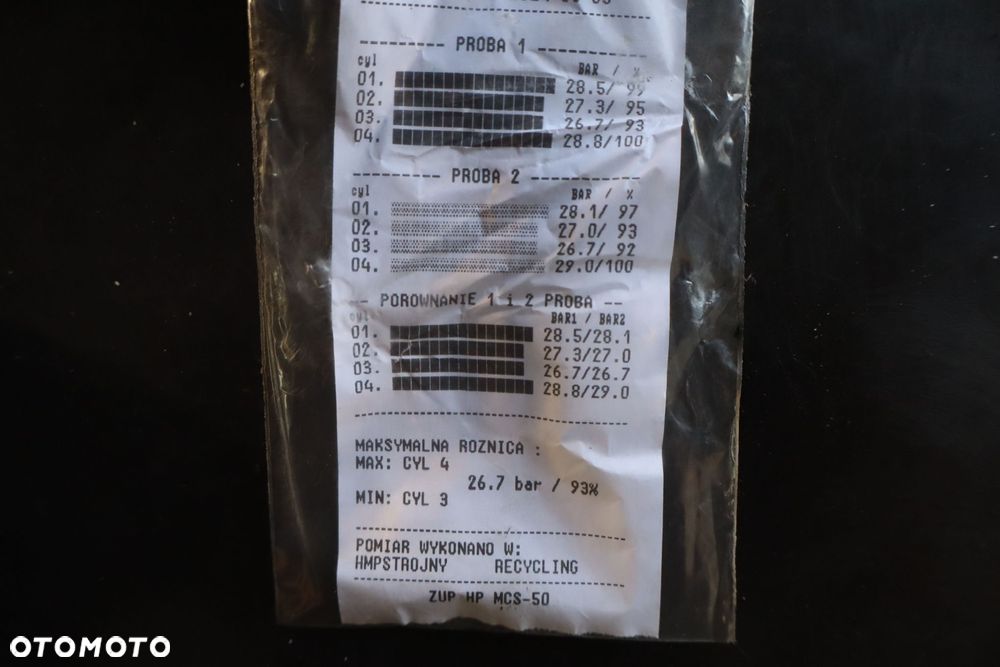 PROBA 1
cyl BAR / %
01. 28.5/ 99
02. 27.3/ 95
03. 26.7/ 93
04. 28.8/100
PROBA 2
cyl BAR / %
01. 28.1/ 97
02. 27.0/ 93
03. 26.7/ 92
04. 29.0/100
-- POROWNANIE 1 i 2 PROBA --
cyl BAR1 / BAR2
01. 28.5/28.1
02. 27.3/27.0
03. 26.7/26.7
04. 28.8/29.0
MAKSYMALNA ROZNICA :
MAX: CYL 4
26.7 bar / 93%
MIN: CYL 3
POMIAR WYKONANO W:
HMPSTROJNY RECYCLING
ZUP HP MCS-50
OTOMOTO